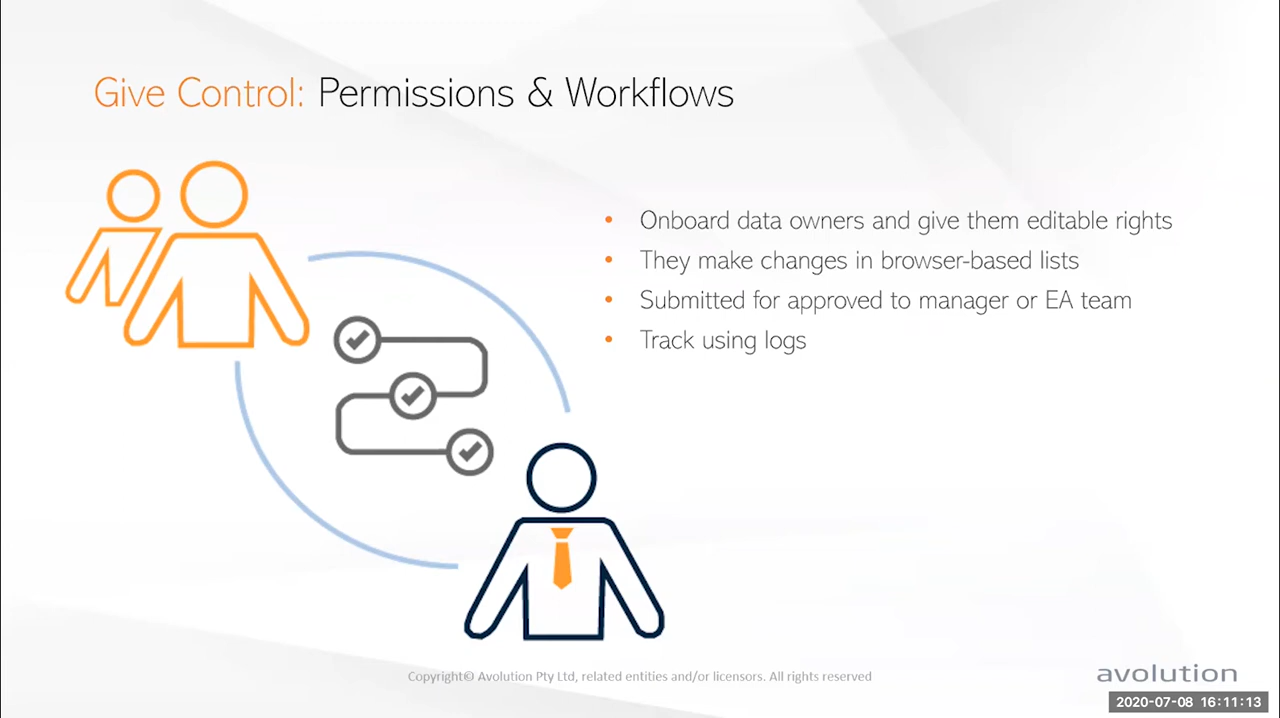 Give Control: Permissions & Workflows
• Onboard data owners and give them editable rights
• They make changes in browser-based lists
• Submitted for approved to manager or EA team
• Track using logs
Copyright© Avolution Pty Ltd, related entities and/or licensors. All rights reserved
avolution
2020-07-08 16:11:13